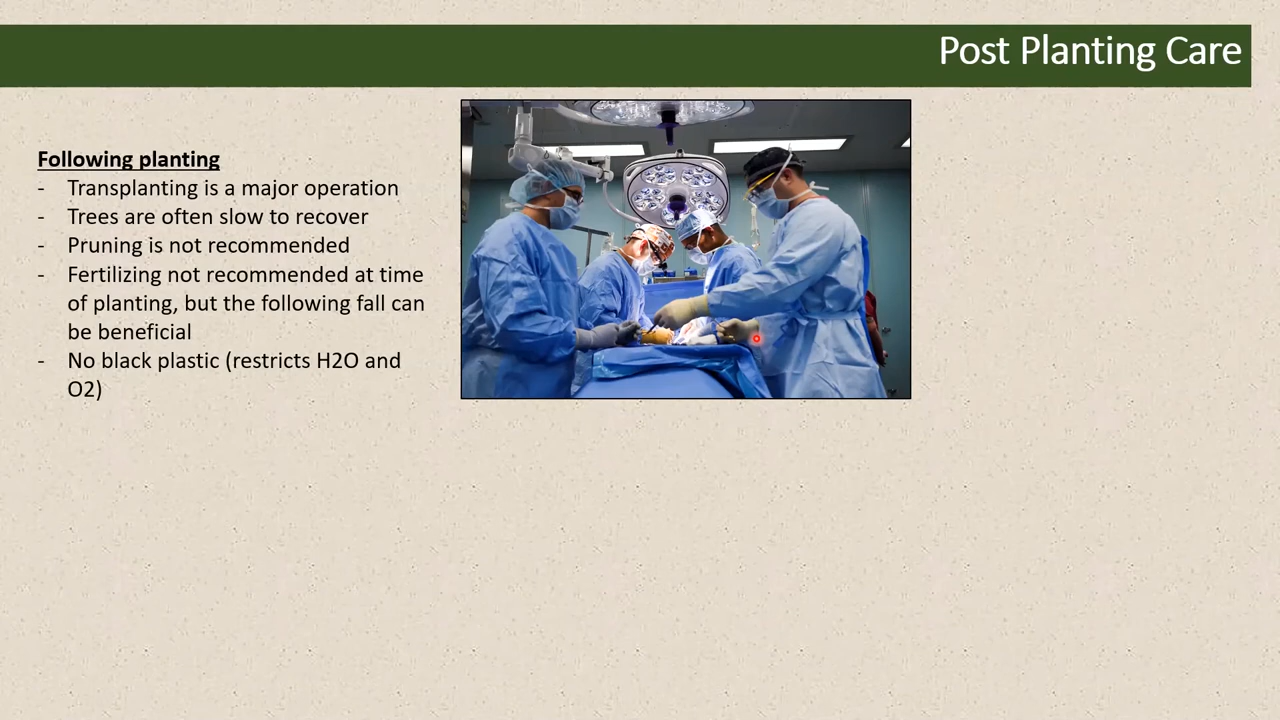 Post Planting Care
Following planting
- Transplanting is a major operation
- Trees are often slow to recover
- Pruning is not recommended
- Fertilizing not recommended at time
of planting, but the following fall can
be beneficial
- No black plastic (restricts H2O and
O2)